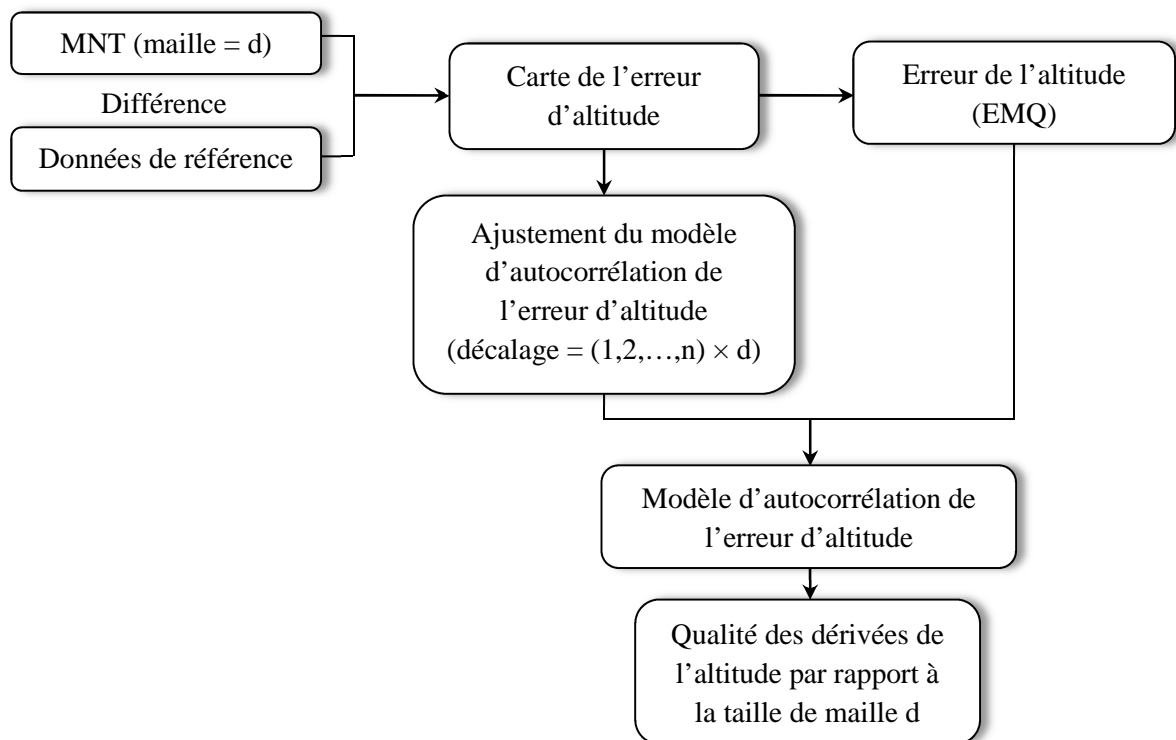 MNT (maille = d)
Différence
Données de référence
Carte de l’erreur
d’altitude
Erreur de l’altitude
(EMQ)
Ajustement du modèle
d’autocorrélation de
l’erreur d’altitude
(décalage = (1,2,…,n) × d)
Modèle d’autocorrélation de
l’erreur d’altitude
Qualité des dérivées de
l’altitude par rapport à
la taille de maille d